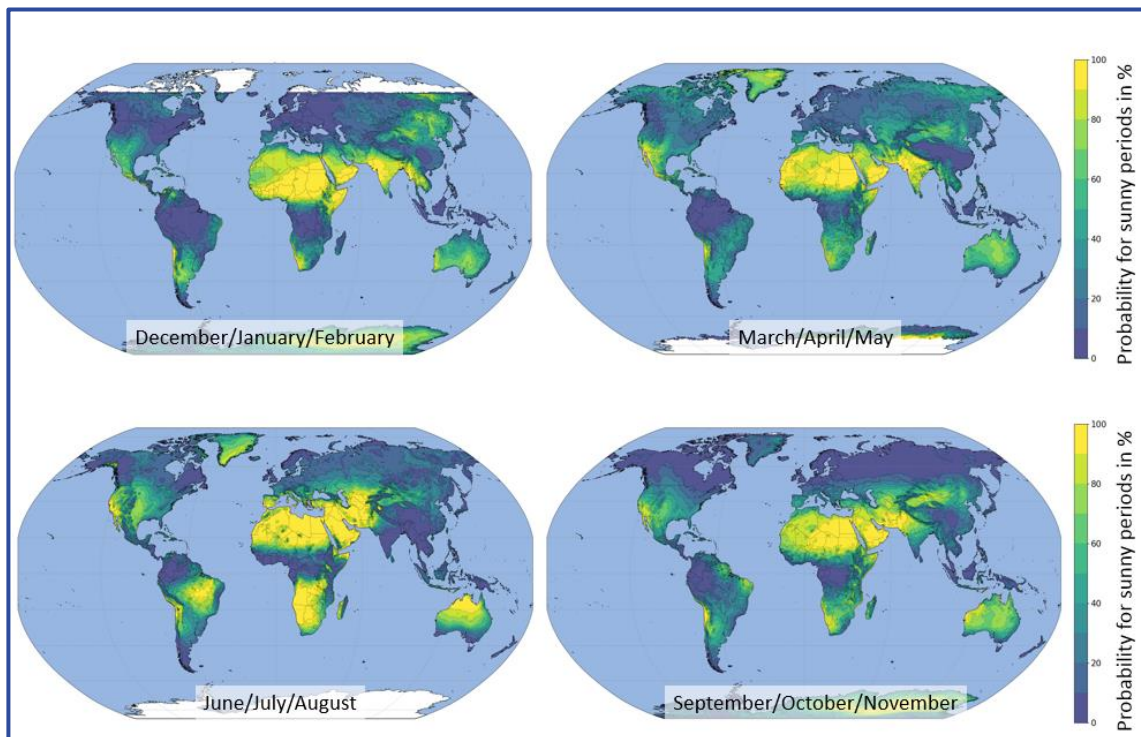 December/January/February
March/April/May
100
80
60
40
20
0
Probability for sunny periods in %
June/July/August
September/October/November
100
80
60
40
20
0
Probability for sunny periods in %